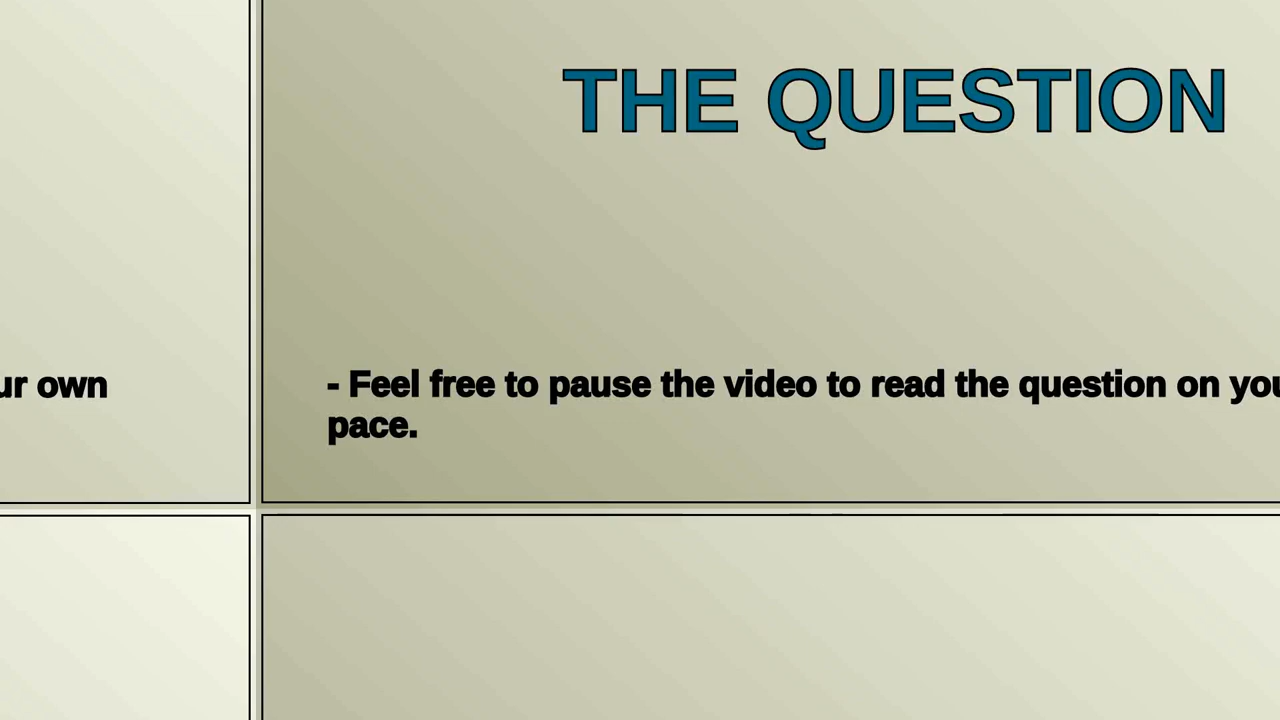 THE QUESTION
ur own
- Feel free to pause the video to read the question on you
pace.